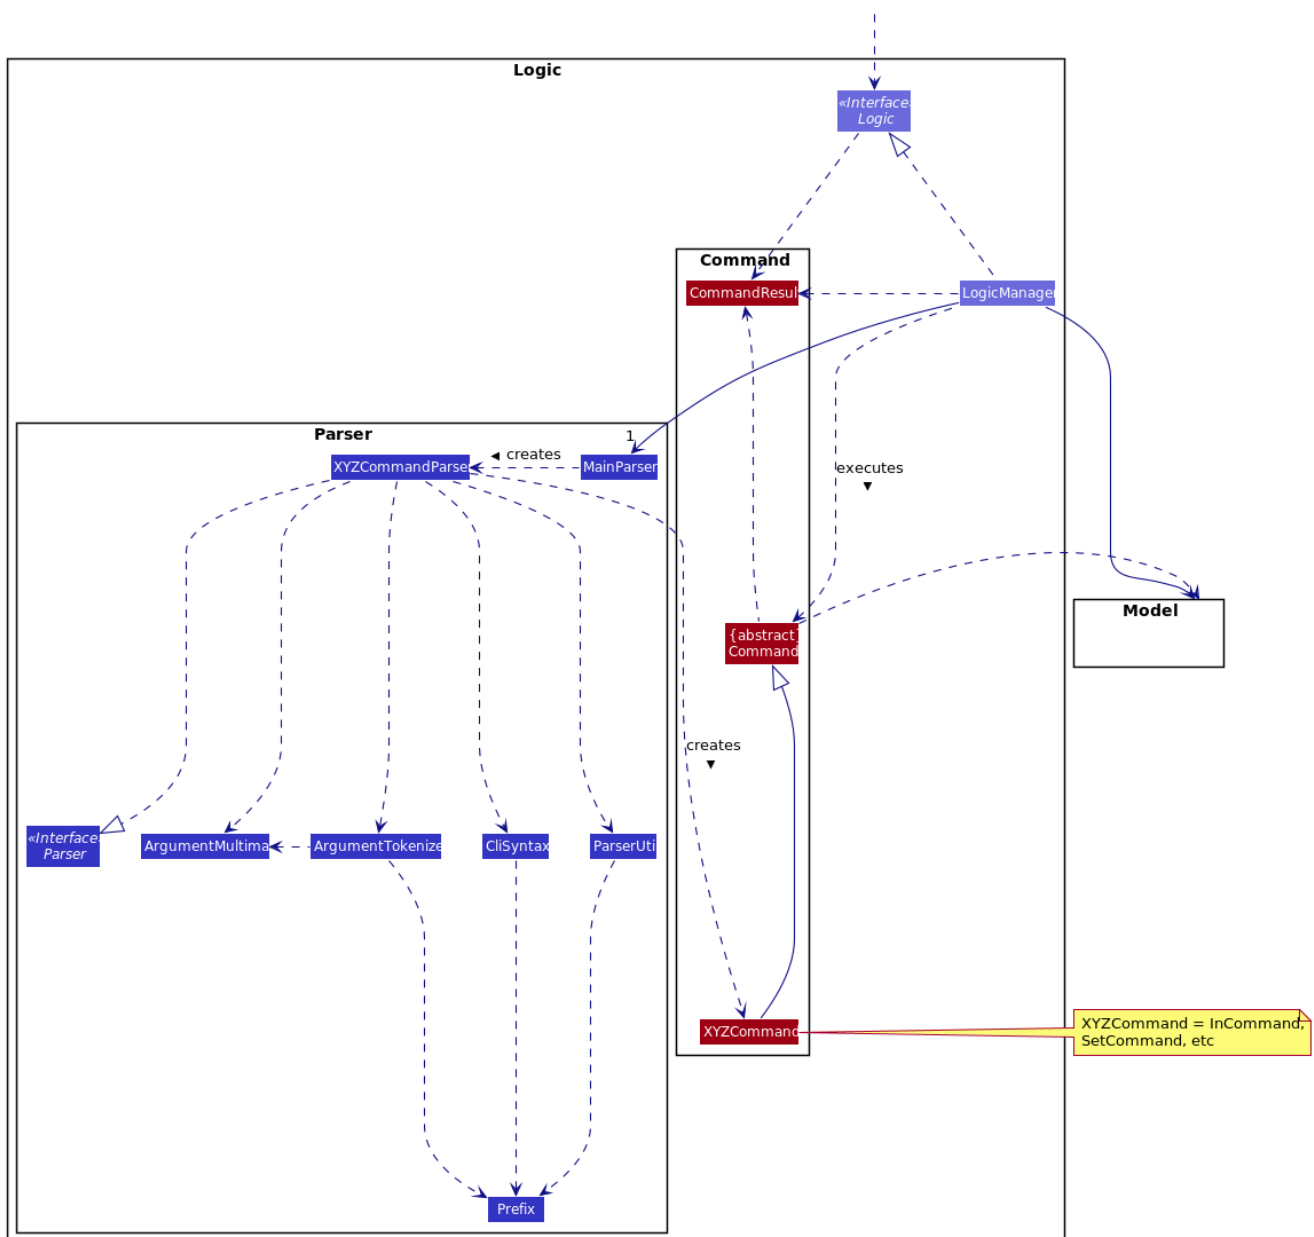 Logic
«Interface
Logic
Command
CommandResul
LogicManager
Parser
1
XYZCommandParse
creates
MainParser
executes
{abstract}
Command
Model
creates
«Interface
Parser
ArgumentMultima
ArgumentTokenize
CliSyntax
ParserUti
XYZCommand
XYZCommand = InCommand,
SetCommand, etc
Prefix